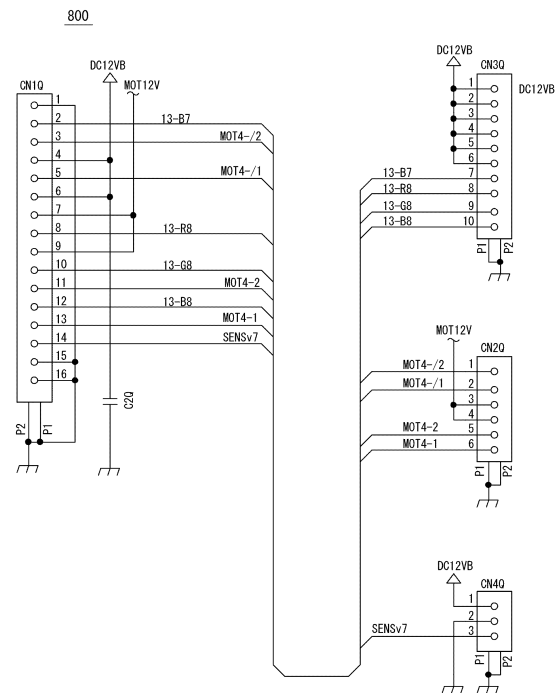 800
CN1Q
DC12VB
MOT12V
1
2 13-B7
3 MOT4-/2
4
5 MOT4-/1
6
7
8 13-R8
9
10 13-G8
11 MOT4-2
12 13-B8
13 MOT4-1
14 SENSv7
15
16
P2 P1
C2Q
DC12VB
CN3Q
DC12VB
1
2
3
4
5
6
13-B7 7
13-R8 8
13-G8 9
13-B8 10
P1 P2
MOT12V
CN2Q
MOT4-/2 1
MOT4-/1 2
3
4
MOT4-2 5
MOT4-1 6
P1 P2
DC12VB
CN4Q
1
2
SENSv7 3
P1 P2